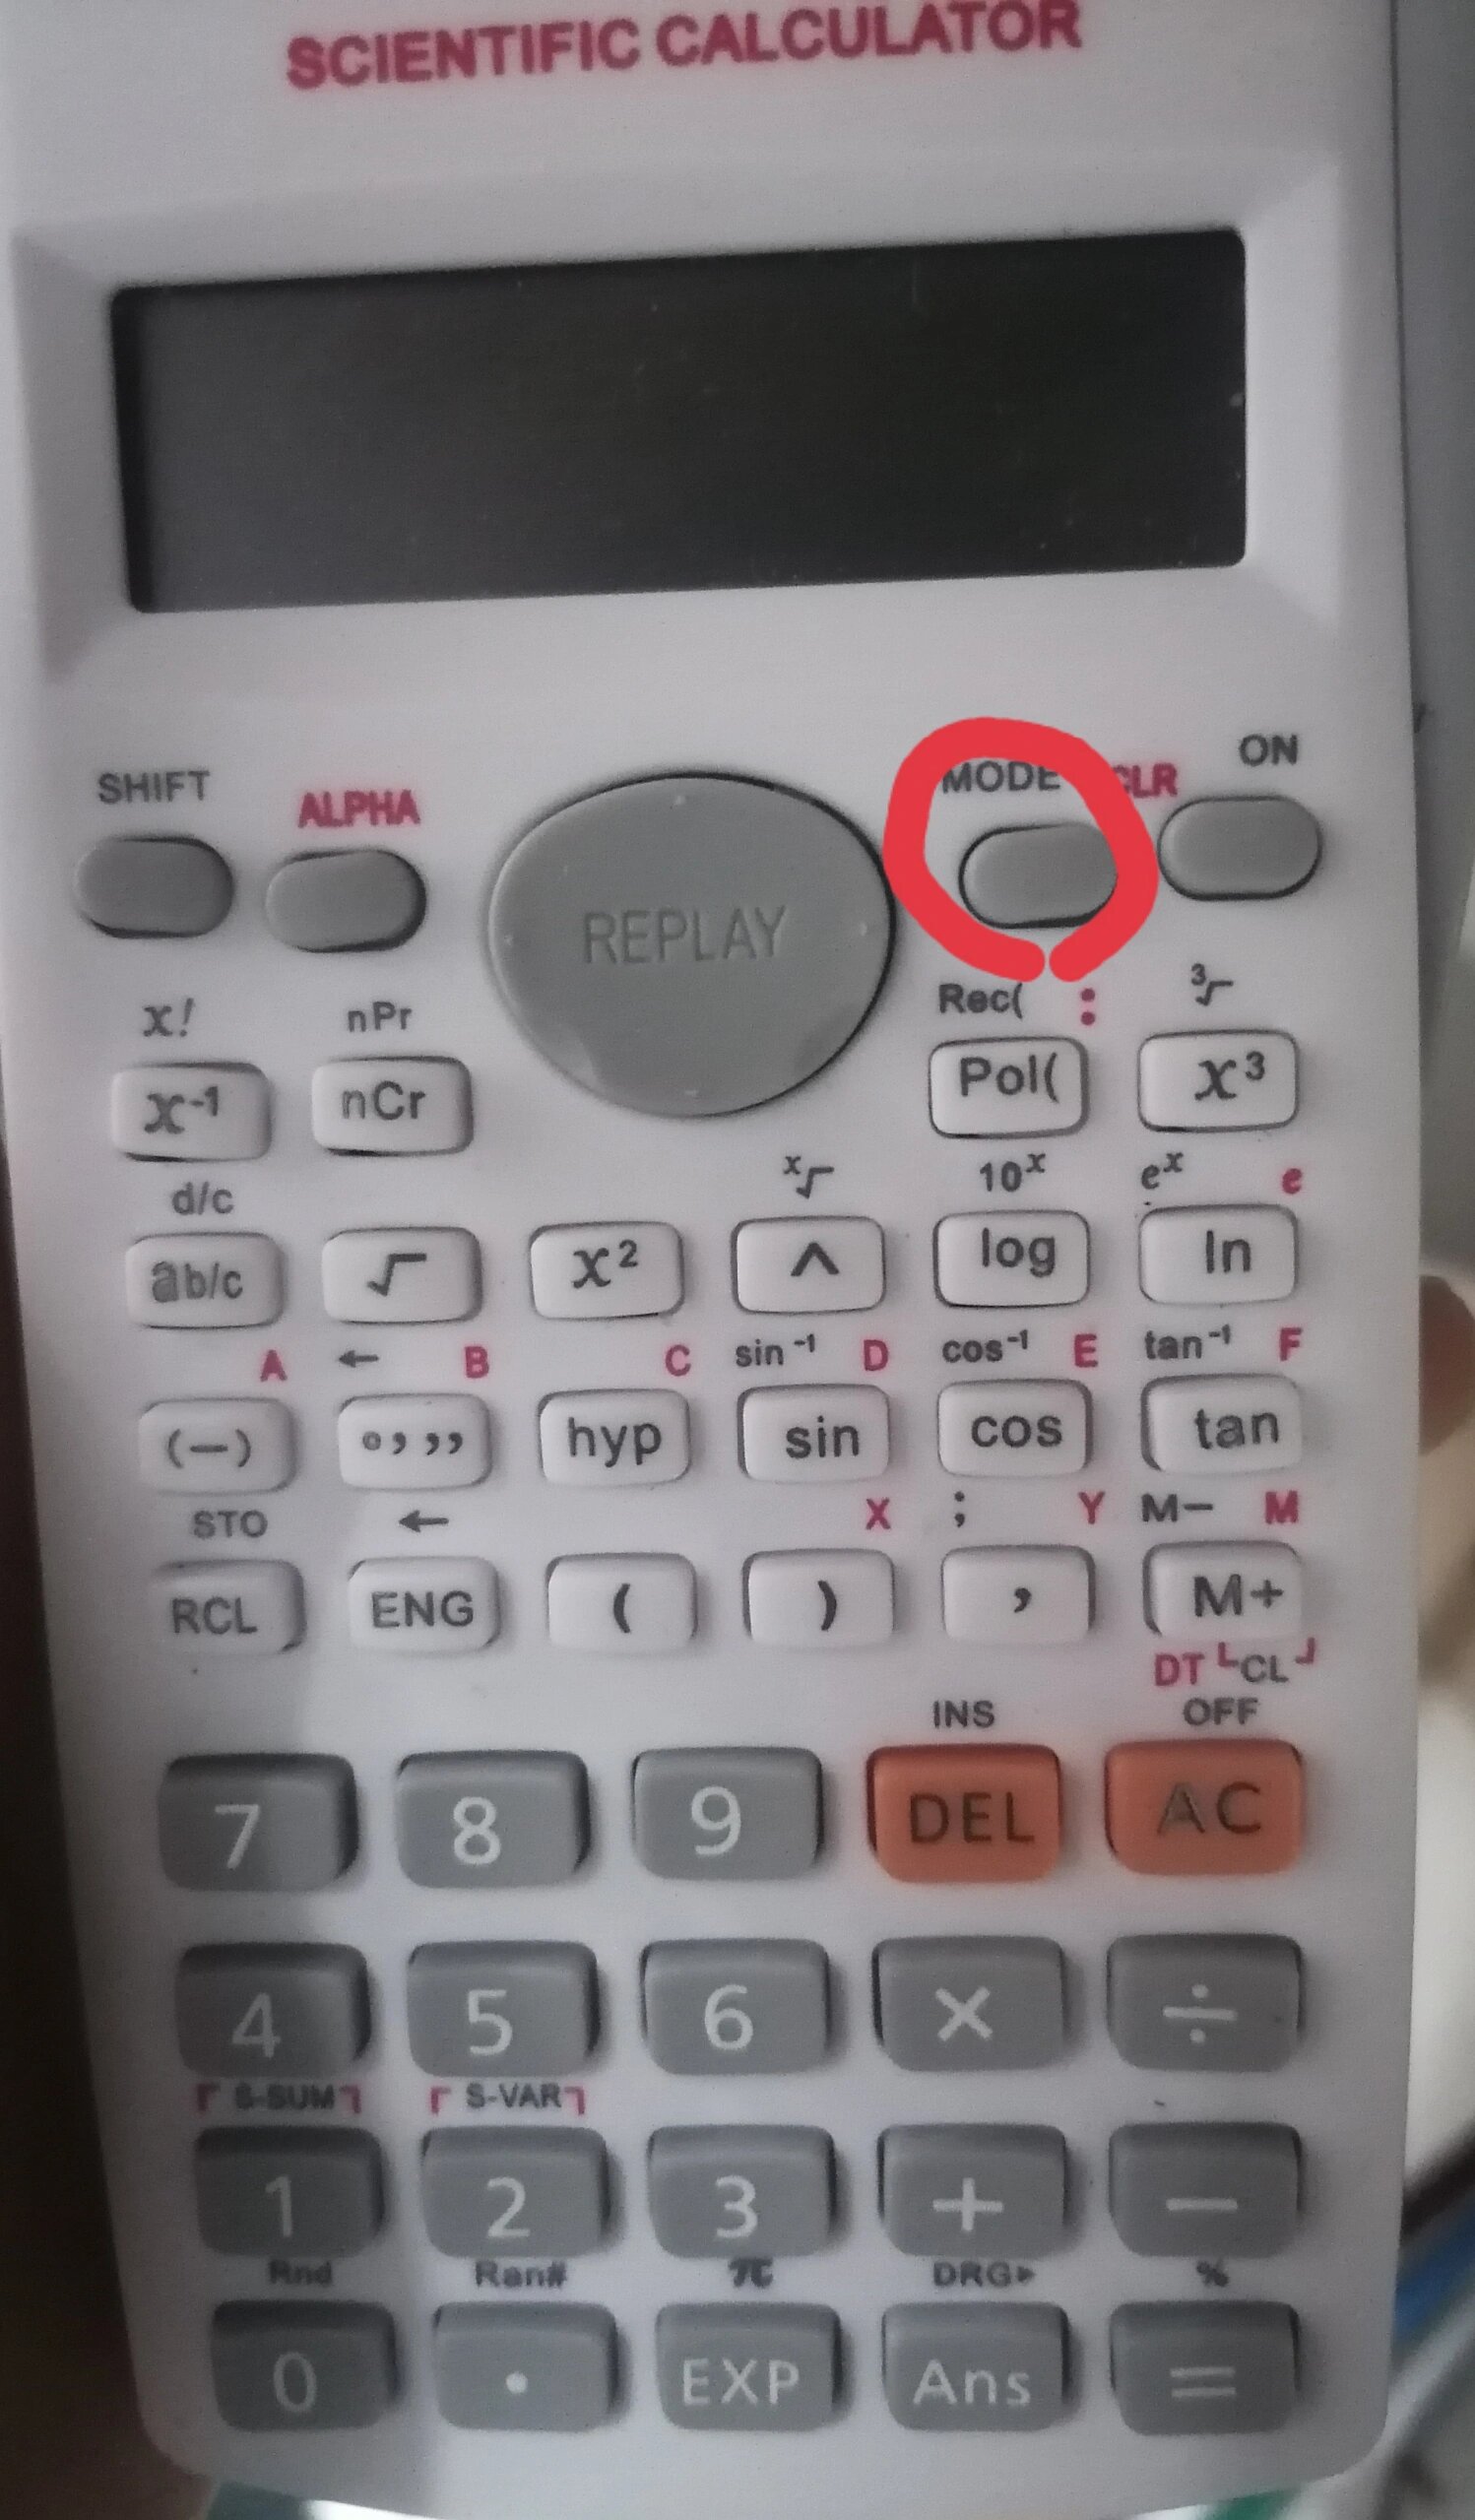 SCIENTIFIC CALCULATOR
SHIFT ALPHA MODE CLR ON
REPLAY
x! nPr Rec( : ³√
x⁻¹ nCr Pol( x³
d/c ˣ√ 10ˣ eˣ e
ab/c √ x² ^ log ln
A ← B C sin⁻¹ D cos⁻¹ E tan⁻¹ F
(−) °,,, hyp sin cos tan
STO ← X ; Y M− M
RCL ENG ( ) , M+
DT CL
INS OFF
7 8 9 DEL AC
4 5 6 × ÷
S-SUM S-VAR
1 2 3 + −
Rnd Ran# π DRG▸ %
0 . EXP Ans =